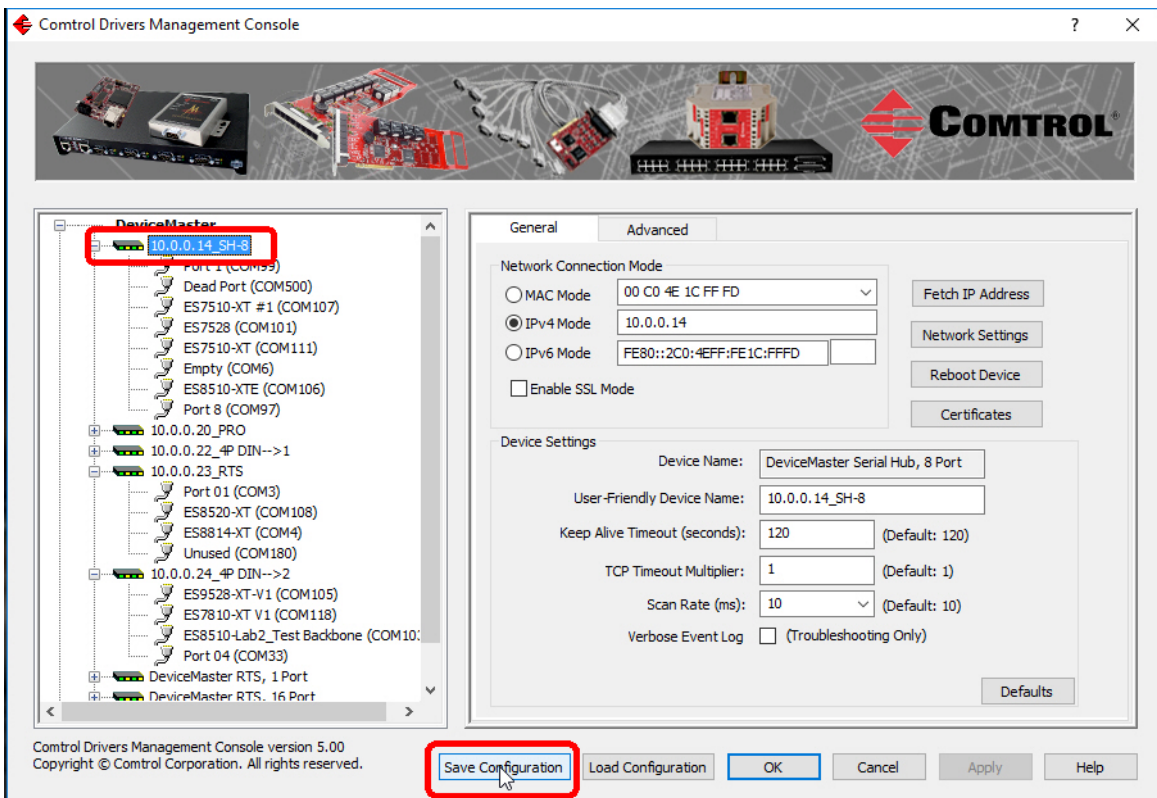 Comtrol Drivers Management Console
COMTROL®
DeviceMaster
10.0.0.14_SH-8
Port 1 (COM99)
Dead Port (COM500)
ES7510-XT #1 (COM107)
ES7528 (COM101)
ES7510-XT (COM111)
Empty (COM6)
ES8510-XTE (COM106)
Port 8 (COM97)
10.0.0.20_PRO
10.0.0.22_4P DIN-->1
10.0.0.23_RTS
Port 01 (COM3)
ES8520-XT (COM108)
ES8814-XT (COM4)
Unused (COM180)
10.0.0.24_4P DIN-->2
ES9528-XT-V1 (COM105)
ES7810-XT V1 (COM118)
ES8510-Lab2_Test Backbone (COM10
Port 04 (COM33)
DeviceMaster RTS, 1 Port
DeviceMaster RTS, 16 Port
General Advanced
Network Connection Mode
MAC Mode 00 C0 4E 1C FF FD
IPv4 Mode 10.0.0.14
IPv6 Mode FE80::2C0:4EFF:FE1C:FFFD
Enable SSL Mode
Fetch IP Address
Network Settings
Reboot Device
Certificates
Device Settings
Device Name: DeviceMaster Serial Hub, 8 Port
User-Friendly Device Name: 10.0.0.14_SH-8
Keep Alive Timeout (seconds): 120 (Default: 120)
TCP Timeout Multiplier: 1 (Default: 1)
Scan Rate (ms): 10 (Default: 10)
Verbose Event Log (Troubleshooting Only)
Defaults
Comtrol Drivers Management Console version 5.00
Copyright © Comtrol Corporation. All rights reserved.
Save Configuration Load Configuration OK Cancel Apply Help